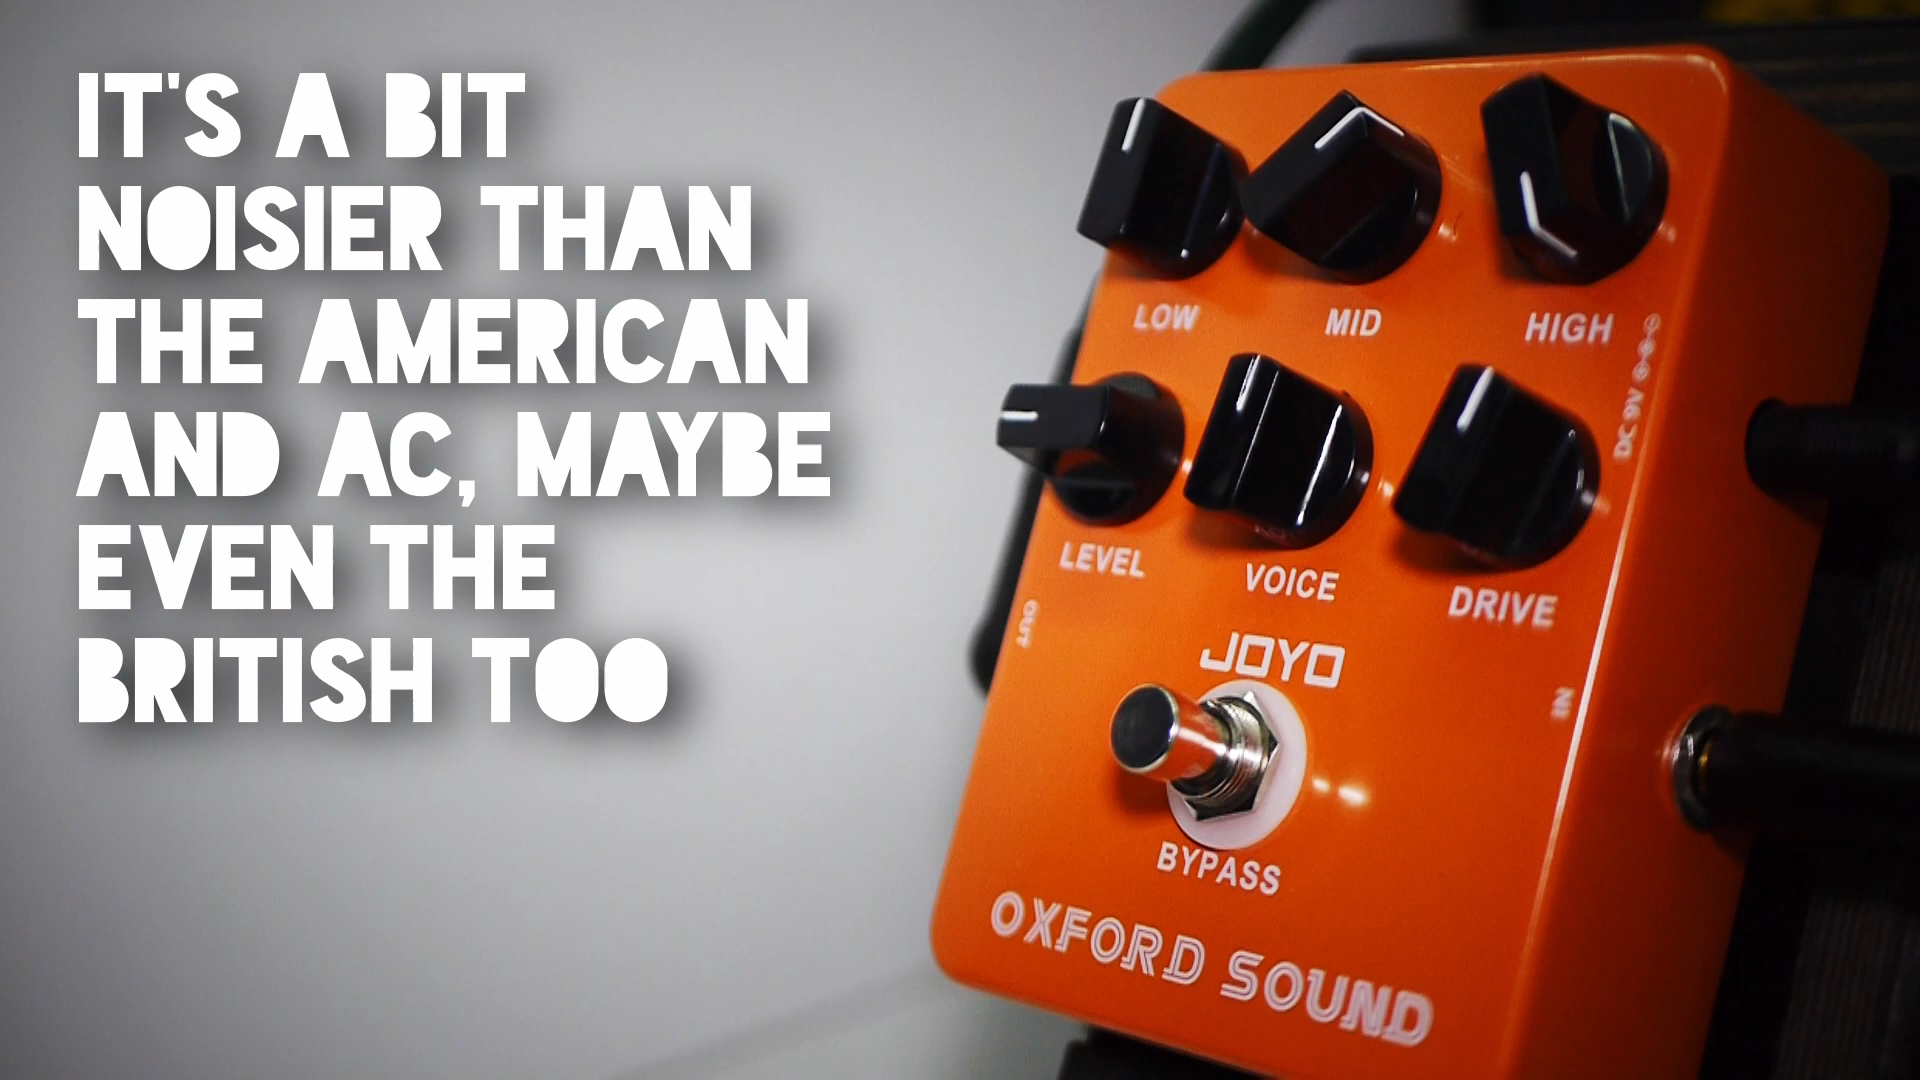 IT'S A BIT
NOISIER THAN
THE AMERICAN
AND AC, MAYBE
EVEN THE
BRITISH TOO
LOW MID HIGH
DC 9V
LEVEL VOICE DRIVE
OUT
IN
JOYO
BYPASS
OXFORD SOUND